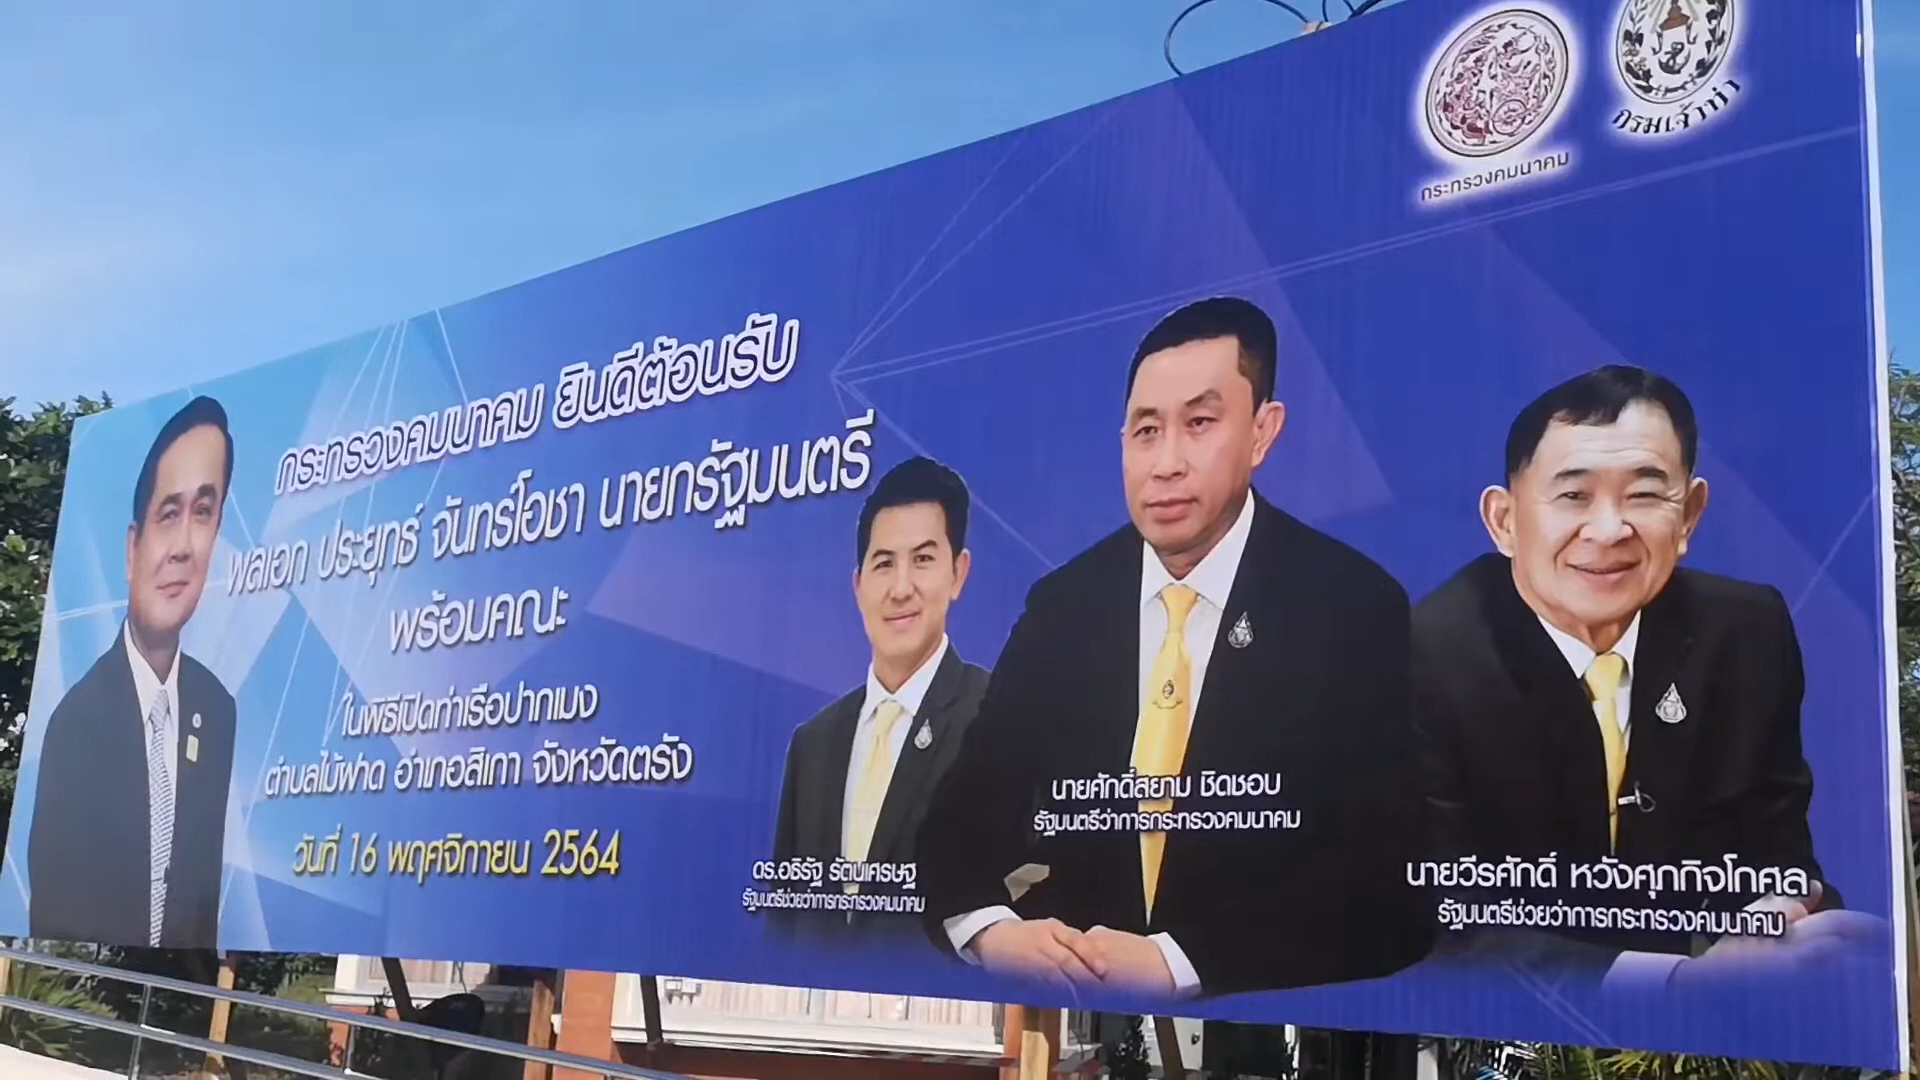 กระทรวงคมนาคม
กรมเจ้าท่า
กระทรวงคมนาคม ยินดีต้อนรับ
พลเอก ประยุทธ์ จันทร์โอชา นายกรัฐมนตรี
พร้อมคณะ
ในพิธีเปิดท่าเรือปากเมง
ตำบลไม้ฝาด อำเภอสิเกา จังหวัดตรัง
วันที่ 16 พฤศจิกายน 2564
ดร.อธิรัฐ รัตนเศรษฐ
รัฐมนตรีช่วยว่าการกระทรวงคมนาคม
นายศักดิ์สยาม ชิดชอบ
รัฐมนตรีว่าการกระทรวงคมนาคม
นายวีรศักดิ์ หวังศุภกิจโกศล
รัฐมนตรีช่วยว่าการกระทรวงคมนาคม